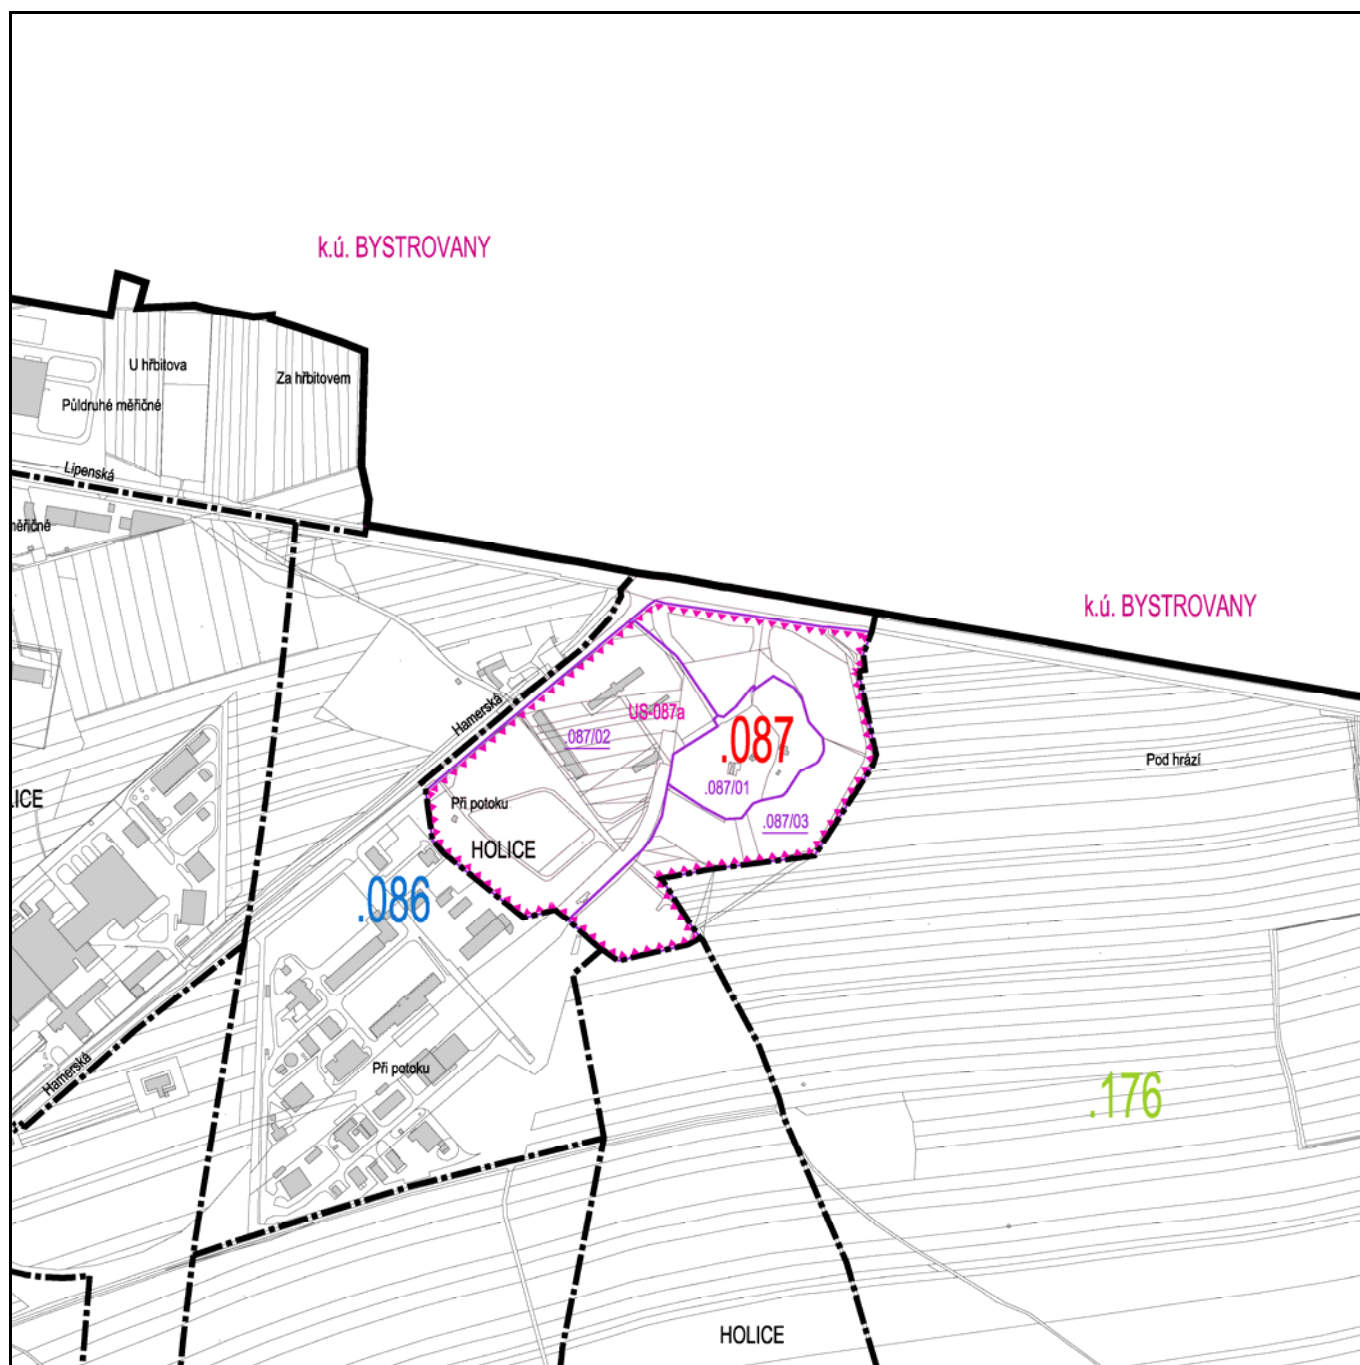 k.ú. BYSTROVANY
U hřbitova
Za hřbitovem
Půldruhé měřičné
Lipenská
měřičné
k.ú. BYSTROVANY
Hamerská
US-087a
.087/02
.087
Pod hrází
.087/01
LICE
Při potoku
.087/03
HOLICE
.086
Hamerská
Při potoku
.176
HOLICE